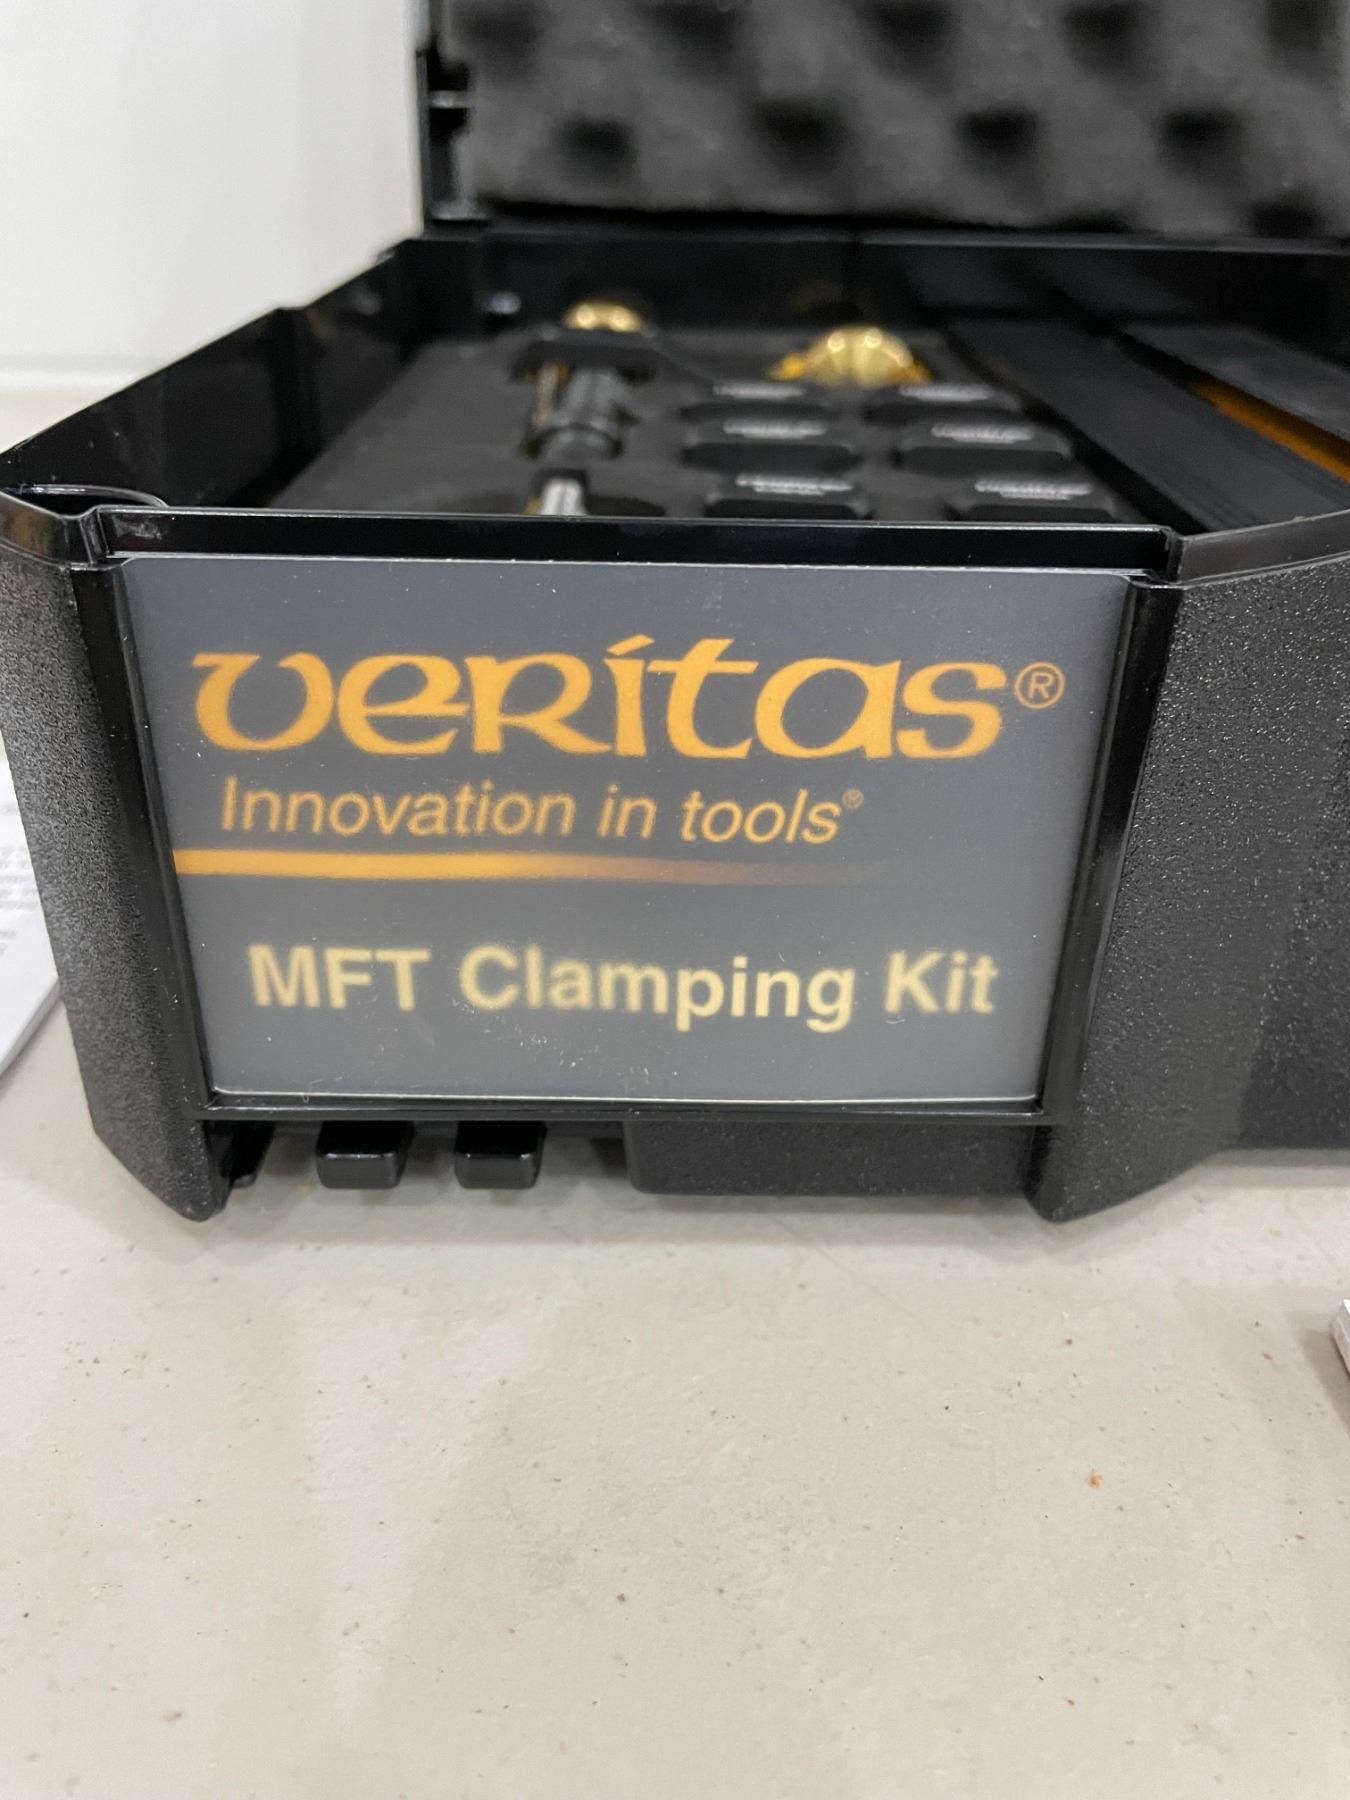 veritas®
Innovation in tools®
MFT Clamping Kit